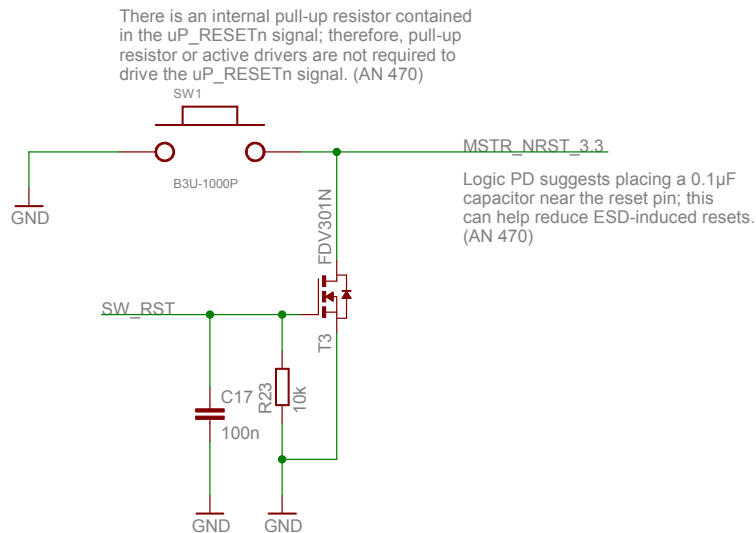 There is an internal pull-up resistor contained
in the uP_RESETn signal; therefore, pull-up
resistor or active drivers are not required to
drive the uP_RESETn signal. (AN 470)
SW1
MSTR_NRST_3.3
B3U-1000P
Logic PD suggests placing a 0.1µF
capacitor near the reset pin; this
can help reduce ESD-induced resets.
(AN 470)
GND
FDV301N
SW_RST
T3
C17
100n
R23
10k
GND
GND